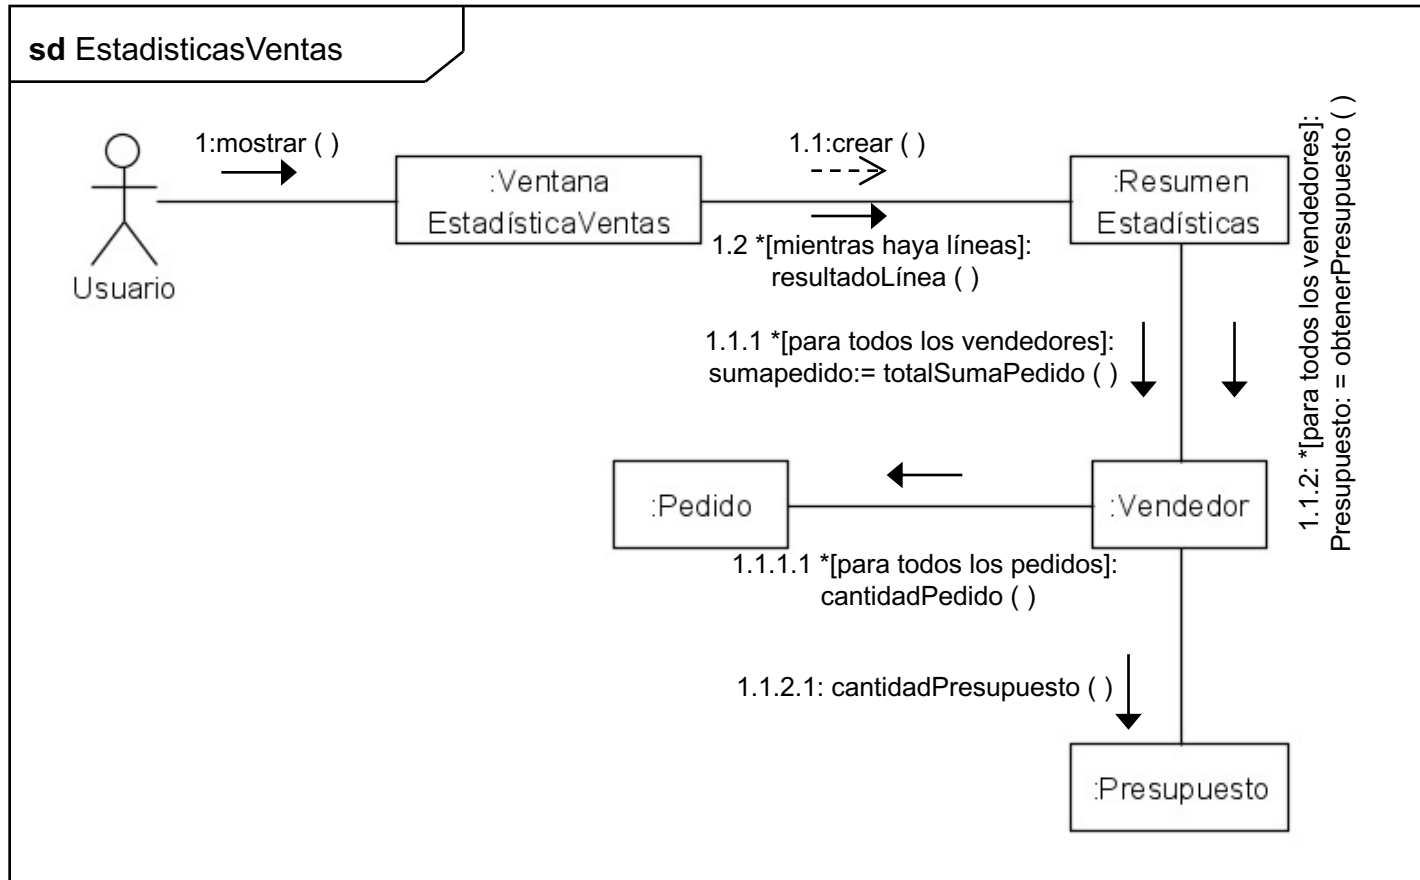 sd EstadisticasVentas
1:mostrar ( )
1.1:crear ( )
:Ventana
EstadísticaVentas
:Resumen
Estadísticas
1.2 *[mientras haya líneas]:
resultadoLínea ( )
Usuario
1.1.1 *[para todos los vendedores]:
sumapedido:= totalSumaPedido ( )
1.1.2: *[para todos los vendedores]:
Presupuesto: = obtenerPresupuesto ( )
:Pedido
:Vendedor
1.1.1.1 *[para todos los pedidos]:
cantidadPedido ( )
1.1.2.1: cantidadPresupuesto ( )
:Presupuesto